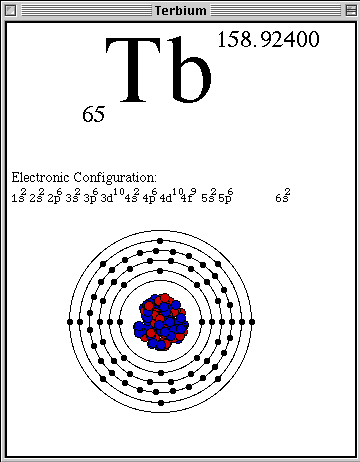 Terbium
Tb
158.92400
65
Electronic Configuration:
1s² 2s² 2p⁶ 3s² 3p⁶ 3d¹⁰ 4s² 4p⁶ 4d¹⁰ 4f⁹ 5s² 5p⁶ 6s²